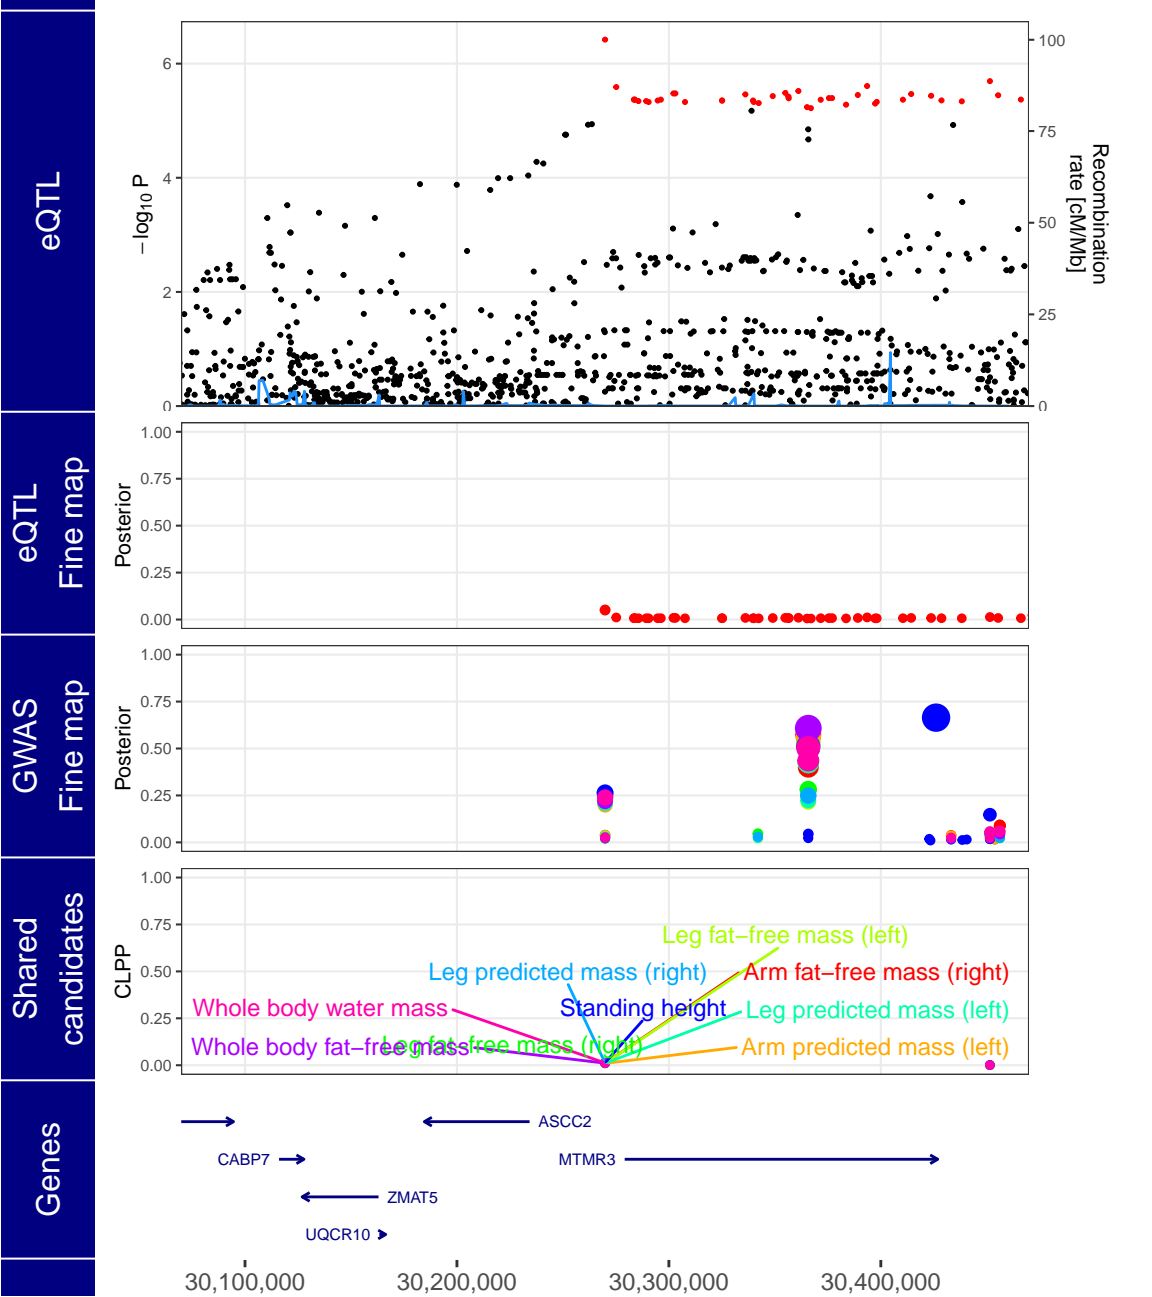 eQTL
−log10 P
6
4
2
0
100
75
50
25
0
Recombination
rate [cM/Mb]
eQTL
Fine map
Posterior
1.00
0.75
0.50
0.25
0.00
GWAS
Fine map
Posterior
1.00
0.75
0.50
0.25
0.00
Shared
candidates
CLPP
1.00
0.75
0.50
0.25
0.00
Leg fat−free mass (left)
Leg predicted mass (right)
Arm fat−free mass (right)
Whole body water mass
Standing height
Leg predicted mass (left)
Whole body fat−free mass
Leg fat−free mass (right)
Arm predicted mass (left)
Genes
ASCC2
CABP7
MTMR3
ZMAT5
UQCR10
30,100,000
30,200,000
30,300,000
30,400,000